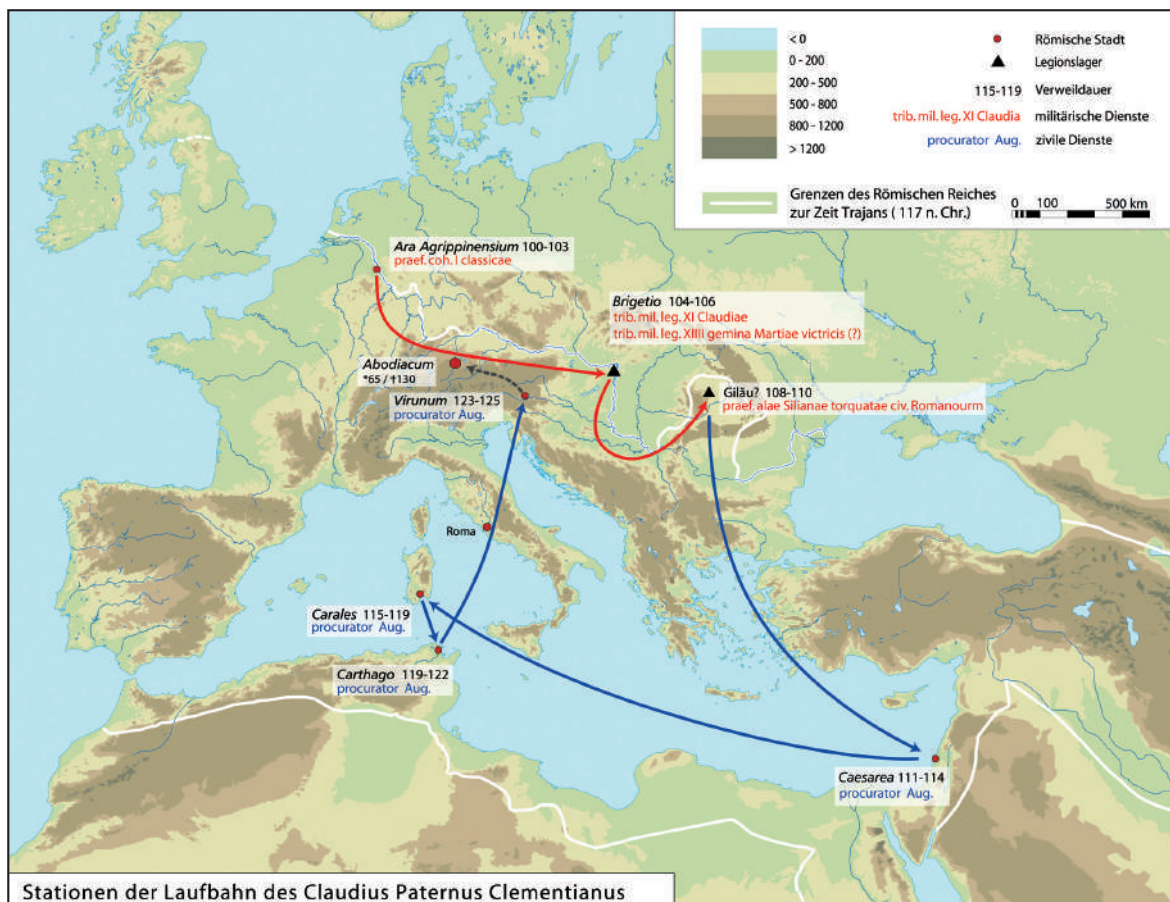 < 0
0 - 200
200 - 500
500 - 800
800 - 1200
> 1200
Römische Stadt
Legionslager
115-119 Verweildauer
trib. mil. leg. XI Claudia militärische Dienste
procurator Aug. zivile Dienste
Grenzen des Römischen Reiches
zur Zeit Trajans ( 117 n. Chr.)
0 100 500 km
Ara Agrippinensium 100-103
praef. coh. I classicae
Brigetio 104-106
trib. mil. leg. XI Claudiae
trib. mil. leg. XIIII gemina Martiae victricis (?)
Abodiacum
*65 / †130
Virunum 123-125
procurator Aug.
Gilău? 108-110
praef. alae Silianae torquatae civ. Romanourm
Roma
Carales 115-119
procurator Aug.
Carthago 119-122
procurator Aug.
Caesarea 111-114
procurator Aug.
Stationen der Laufbahn des Claudius Paternus Clementianus